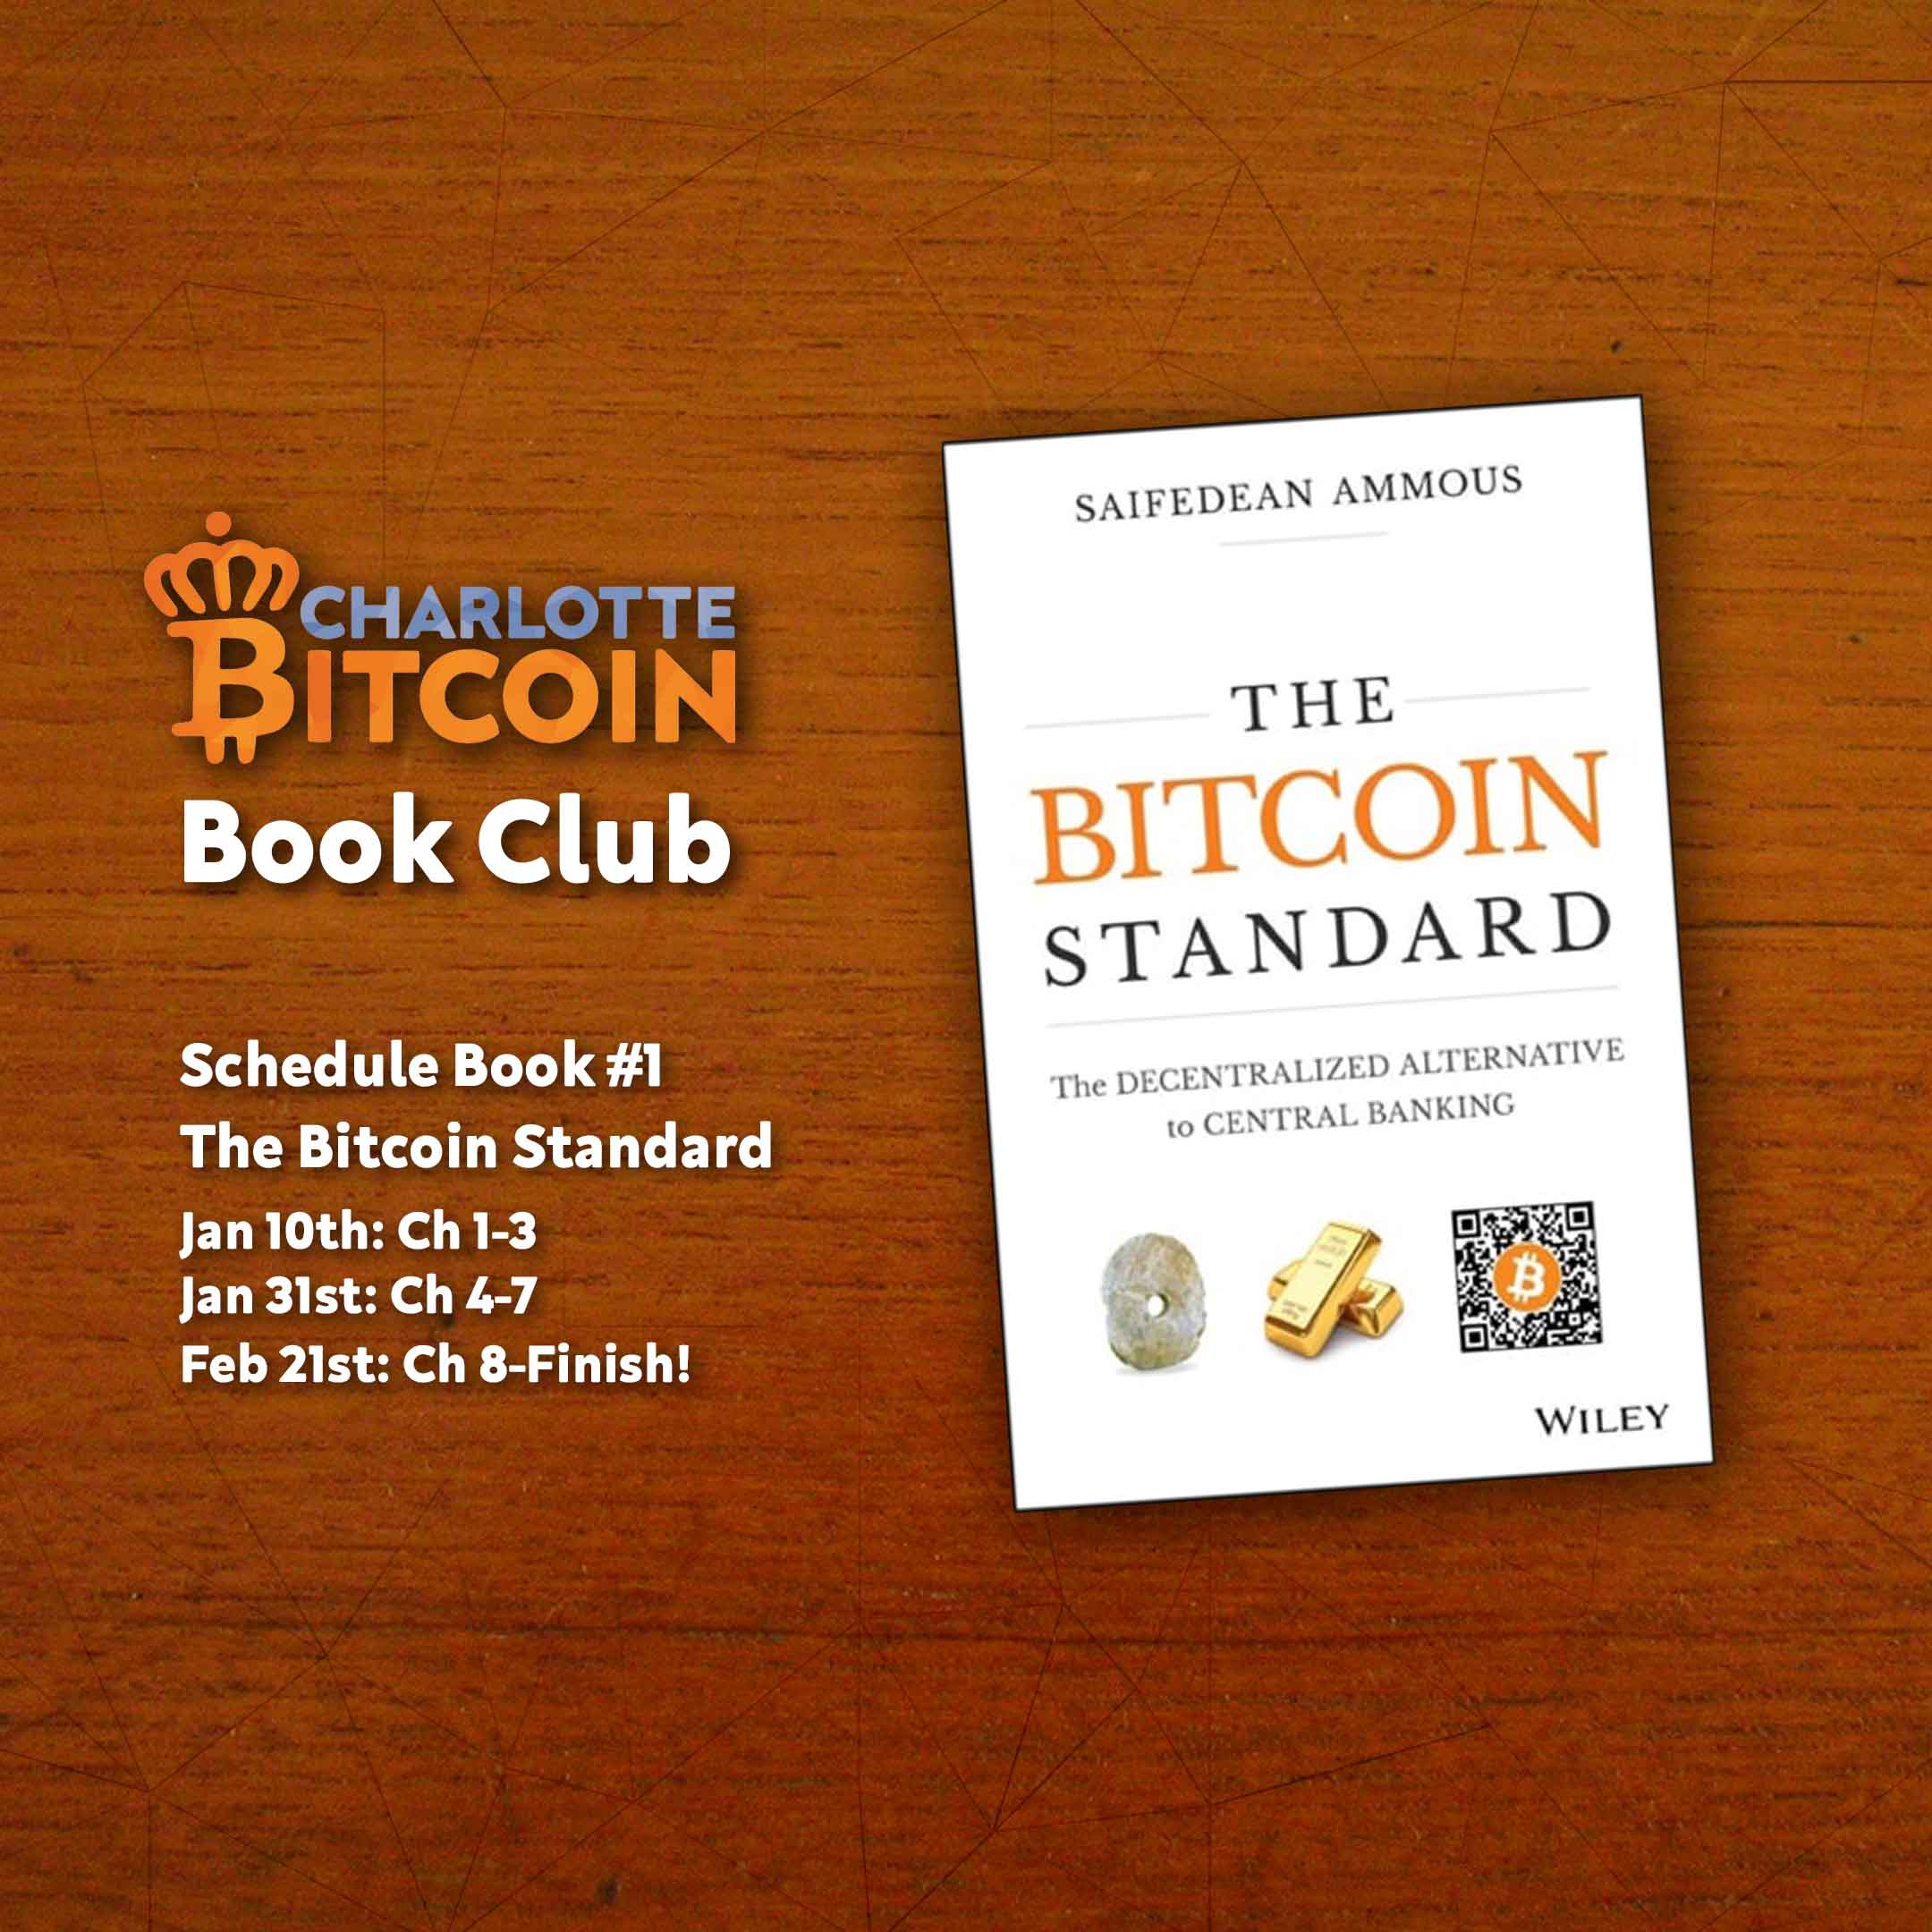 CHARLOTTE
BITCOIN
Book Club
Schedule Book #1
The Bitcoin Standard
Jan 10th: Ch 1-3
Jan 31st: Ch 4-7
Feb 21st: Ch 8-Finish!
SAIFEDEAN AMMOUS
THE
BITCOIN
STANDARD
The DECENTRALIZED ALTERNATIVE
to CENTRAL BANKING
WILEY